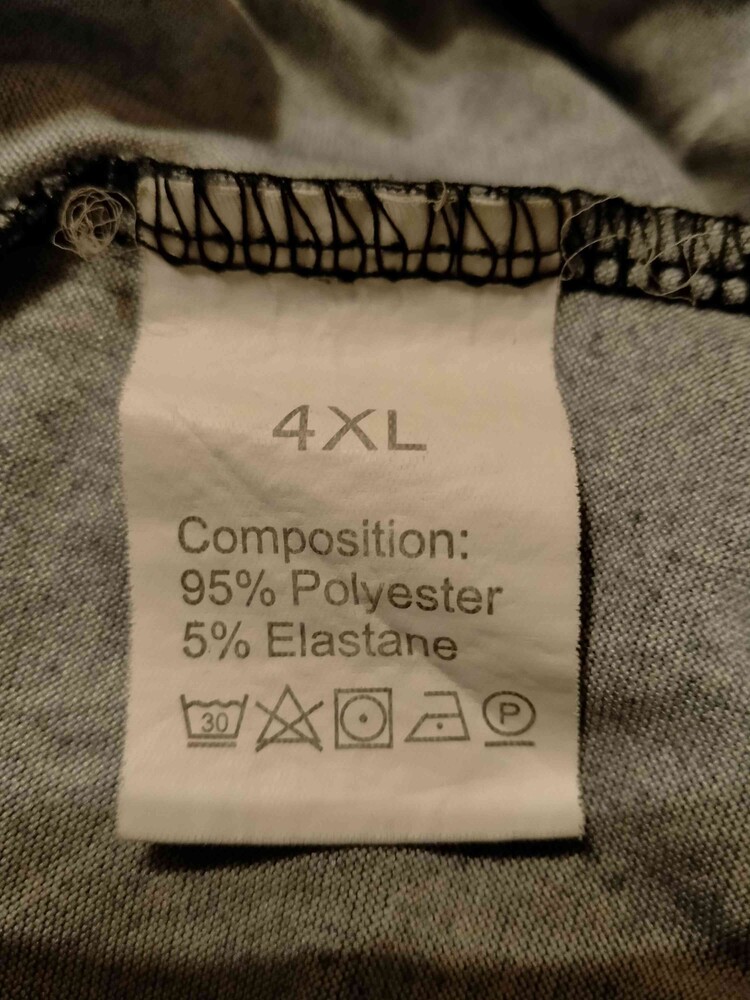 4XL
Composition:
95% Polyester
5% Elastane
30 P